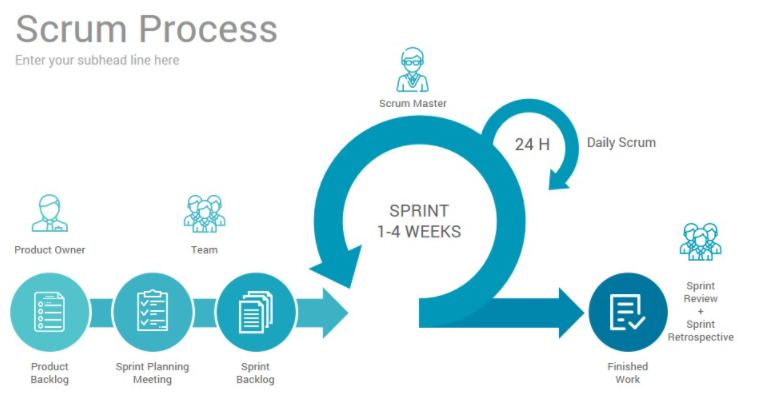 Scrum Process
Enter your subhead line here
Scrum Master
24 H
Daily Scrum
SPRINT
1-4 WEEKS
Product Owner
Team
Product
Backlog
Sprint Planning
Meeting
Sprint
Backlog
Finished
Work
Sprint
Review
+
Sprint
Retrospective